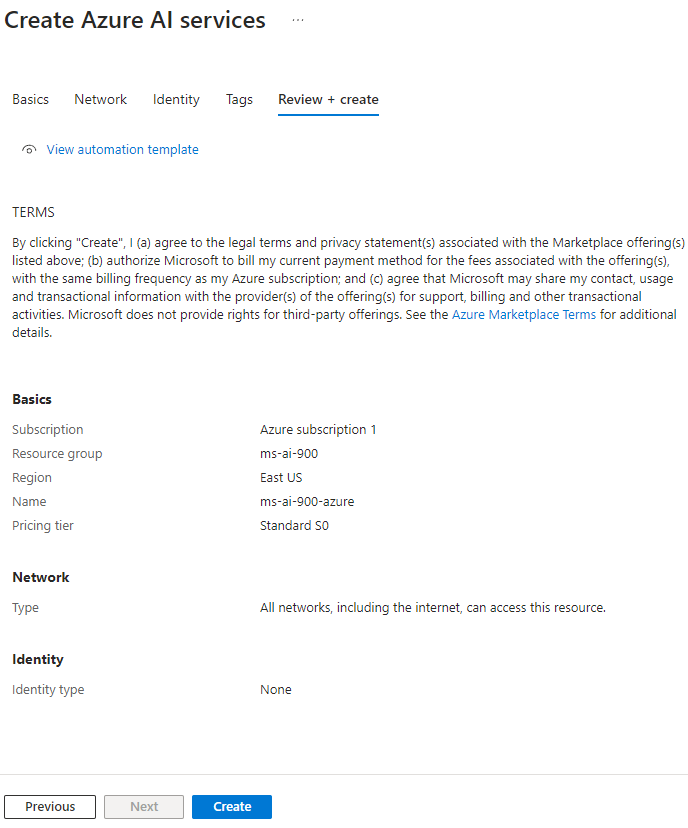 Create Azure AI services ...
Basics Network Identity Tags Review + create
View automation template
TERMS
By clicking "Create", I (a) agree to the legal terms and privacy statement(s) associated with the Marketplace offering(s)
listed above; (b) authorize Microsoft to bill my current payment method for the fees associated with the offering(s),
with the same billing frequency as my Azure subscription; and (c) agree that Microsoft may share my contact, usage
and transactional information with the provider(s) of the offering(s) for support, billing and other transactional
activities. Microsoft does not provide rights for third-party offerings. See the Azure Marketplace Terms for additional
details.
Basics
Subscription Azure subscription 1
Resource group ms-ai-900
Region East US
Name ms-ai-900-azure
Pricing tier Standard S0
Network
Type All networks, including the internet, can access this resource.
Identity
Identity type None
Previous Next Create